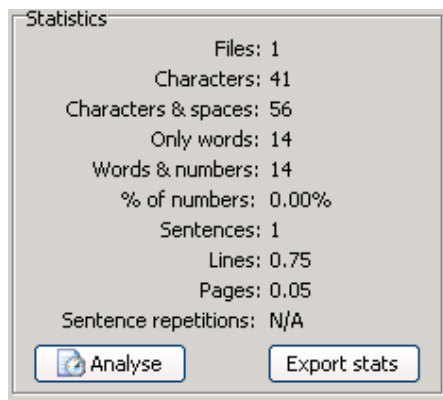 Statistics
Files: 1
Characters: 41
Characters & spaces: 56
Only words: 14
Words & numbers: 14
% of numbers: 0.00%
Sentences: 1
Lines: 0.75
Pages: 0.05
Sentence repetitions: N/A
Analyse Export stats